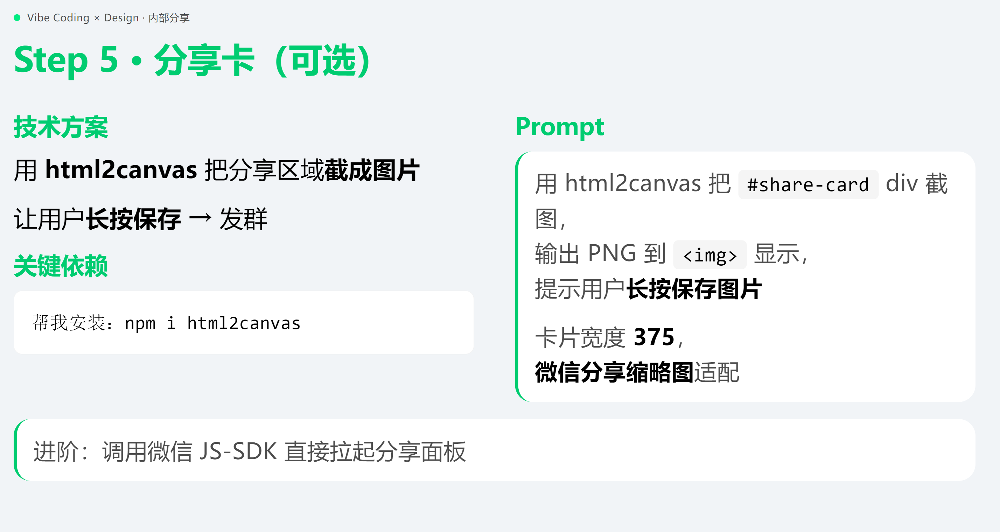 Vibe Coding × Design · 内部分享
Step 5 · 分享卡（可选）
技术方案
用 html2canvas 把分享区域截成图片
让用户长按保存 → 发群
关键依赖
帮我安装：npm i html2canvas
Prompt
用 html2canvas 把 #share-card div 截
图，
输出 PNG 到 <img> 显示，
提示用户长按保存图片
卡片宽度 375，
微信分享缩略图适配
进阶：调用微信 JS-SDK 直接拉起分享面板